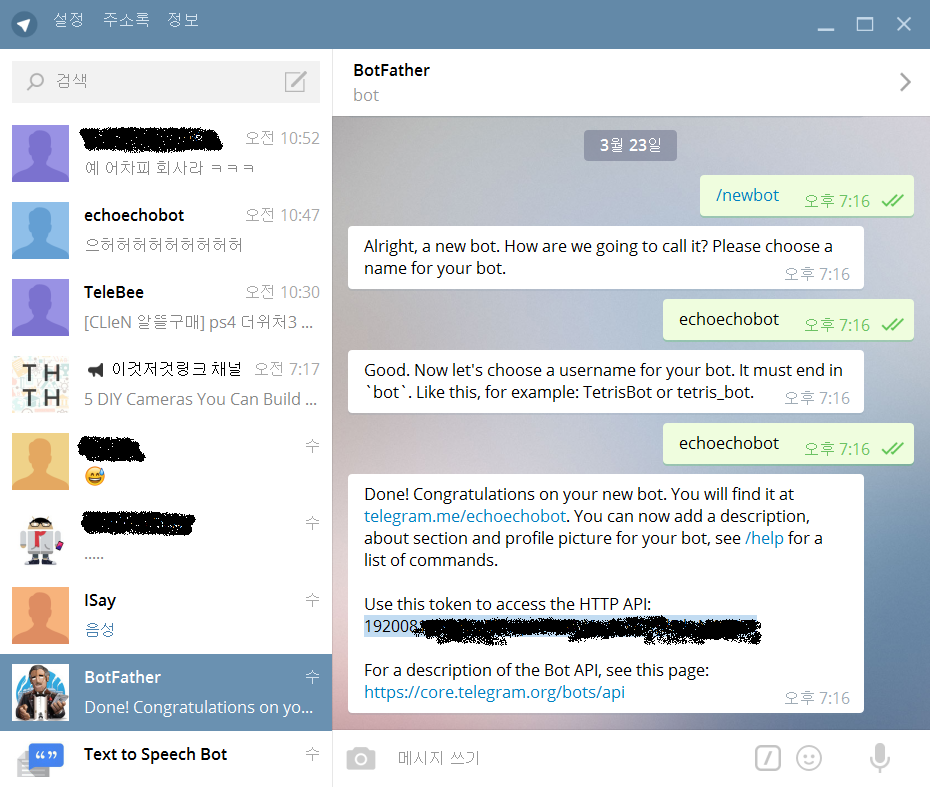 설정 주소록 정보
검색
오전 10:52
예 어차피 회사라 ㅋㅋㅋ
echoechobot 오전 10:47
으허허허허허허허허허
TeleBee 오전 10:30
[CLIeN 알뜰구매] ps4 더위쳐3 ...
이것저것링크 채널 오전 7:17
5 DIY Cameras You Can Build ...
수
수
.....
ISay 수
음성
BotFather 수
Done! Congratulations on yo...
Text to Speech Bot 수
BotFather
bot
3월 23일
/newbot 오후 7:16
Alright, a new bot. How are we going to call it? Please choose a
name for your bot.
오후 7:16
echoechobot 오후 7:16
Good. Now let's choose a username for your bot. It must end in
`bot`. Like this, for example: TetrisBot or tetris_bot.
오후 7:16
echoechobot 오후 7:16
Done! Congratulations on your new bot. You will find it at
telegram.me/echoechobot. You can now add a description,
about section and profile picture for your bot, see /help for a
list of commands.
Use this token to access the HTTP API:
192008
For a description of the Bot API, see this page:
https://core.telegram.org/bots/api
오후 7:16
메시지 쓰기